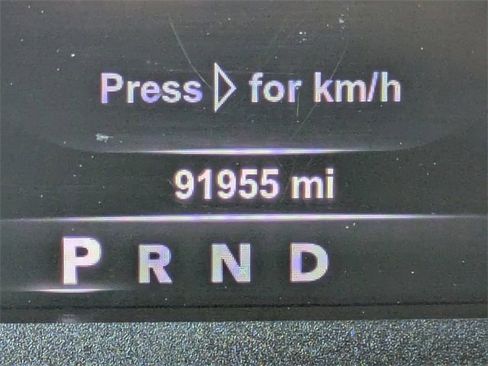 Press ▷ for km/h
91955 mi
P R N D